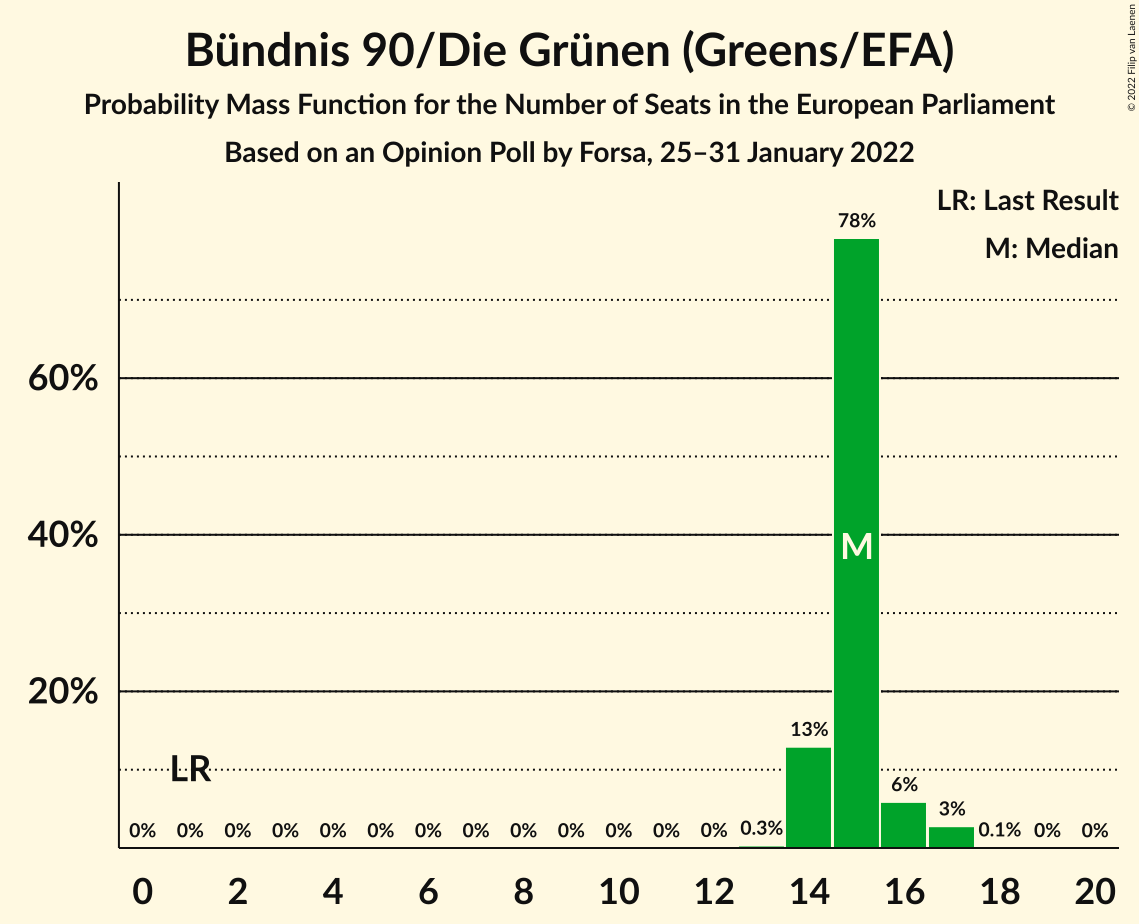 Bündnis 90/Die Grünen (Greens/EFA)
Probability Mass Function for the Number of Seats in the European Parliament
Based on an Opinion Poll by Forsa, 25–31 January 2022
© 2022 Filip van Laenen
LR: Last Result
M: Median
78%
60%
40%
M
20%
13%
LR
6%
3%
0% 0% 0% 0% 0% 0% 0% 0% 0% 0% 0% 0% 0% 0.3% 0.1% 0% 0%
0 2 4 6 8 10 12 14 16 18 20